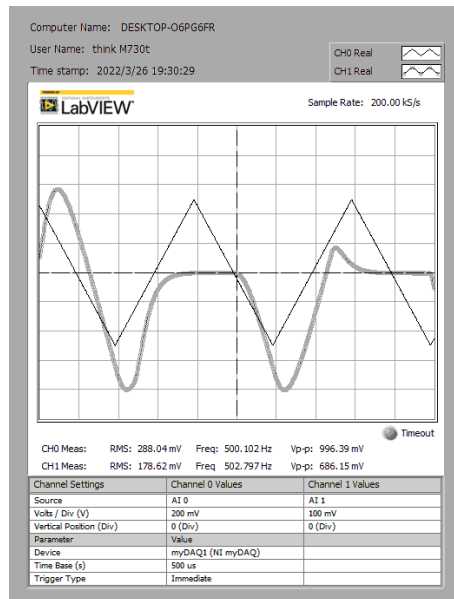 Computer Name: DESKTOP-O6PG6FR
User Name: think M730t
Time stamp: 2022/3/26 19:30:29
CH0 Real
CH1 Real
NATIONAL INSTRUMENTS
LabVIEW
Sample Rate: 200.00 kS/s
Timeout
CH0 Meas: RMS: 288.04 mV Freq: 500.102 Hz Vp-p: 996.39 mV
CH1 Meas: RMS: 178.62 mV Freq 502.797 Hz Vp-p: 686.15 mV
Channel Settings Channel 0 Values Channel 1 Values
Source AI 0 AI 1
Volts / Div (V) 200 mV 100 mV
Vertical Position (Div) 0 (Div) 0 (Div)
Parameter Value
Device myDAQ1 (NI myDAQ)
Time Base (s) 500 us
Trigger Type Immediate